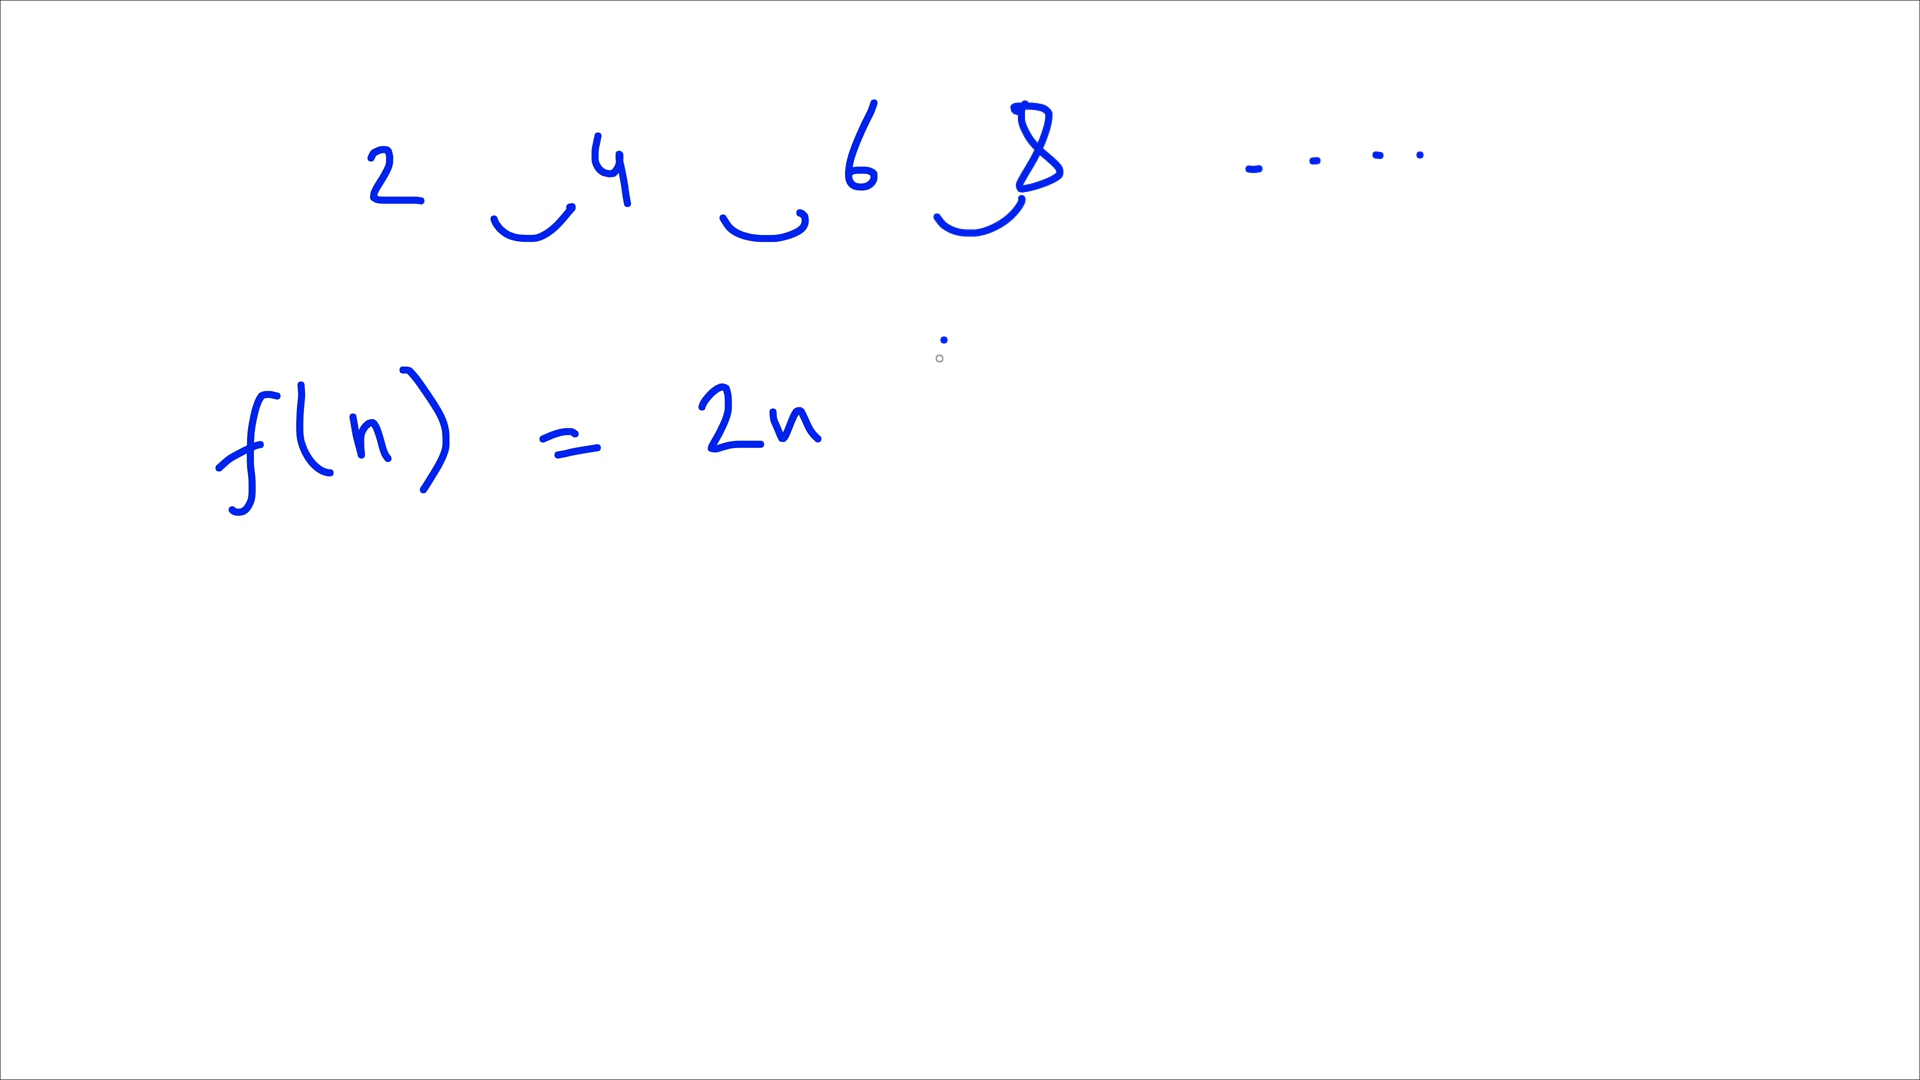 2 4 6 8 ....
f(n) = 2n